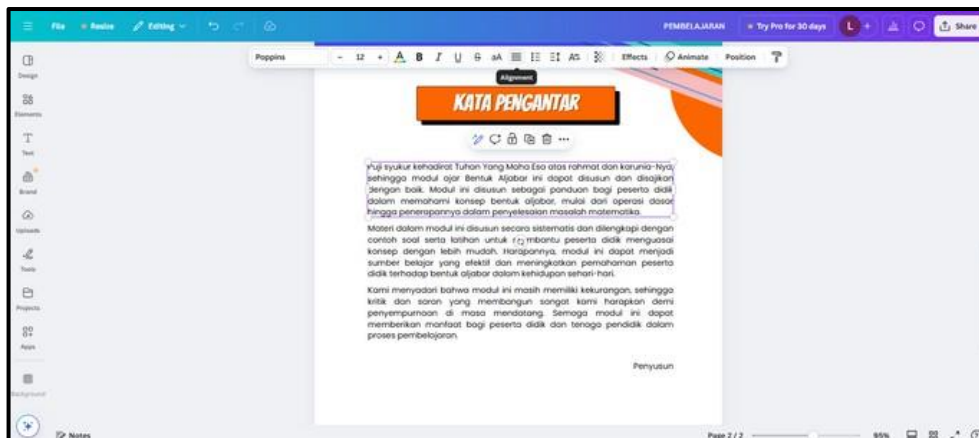 File Resize Editing PEMBELAJARAN Try Pro for 30 days L Share
Poppins - 12 + A B I U S aA Effects Animate Position
Alignment
Design
Elements
Text
Brand
Uploads
Tools
Projects
Apps
Background
KATA PENGANTAR
Puji syukur kehadirat Tuhan Yang Maha Esa atas rahmat dan karunia-Nya,
sehingga modul ajar Bentuk Aljabar ini dapat disusun dan disajikan
dengan baik. Modul ini disusun sebagai panduan bagi peserta didik
dalam memahami konsep bentuk aljabar, mulai dari operasi dasar
hingga penerapannya dalam penyelesaian masalah matematika.
Materi dalam modul ini disusun secara sistematis dan dilengkapi dengan
contoh soal serta latihan untuk membantu peserta didik menguasai
konsep dengan lebih mudah. Harapannya, modul ini dapat menjadi
sumber belajar yang efektif dan meningkatkan pemahaman peserta
didik terhadap bentuk aljabar dalam kehidupan sehari-hari.
Kami menyadari bahwa modul ini masih memiliki kekurangan, sehingga
kritik dan saran yang membangun sangat kami harapkan demi
penyempurnaan di masa mendatang. Semoga modul ini dapat
memberikan manfaat bagi peserta didik dan tenaga pendidik dalam
proses pembelajaran.
Penyusun
Notes Page 2 / 2 95%